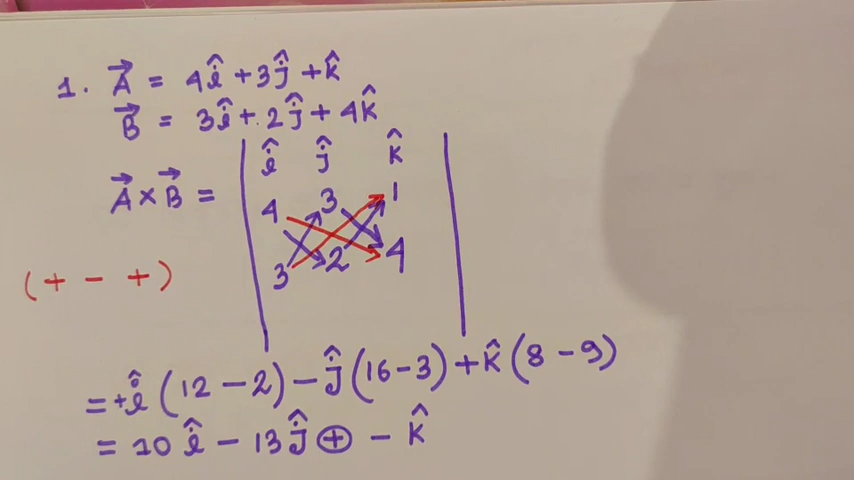 1. A⃗ = 4î + 3ĵ + k̂
B⃗ = 3î + 2ĵ + 4k̂
î ĵ k̂
A⃗ × B⃗ = 4 3 1
3 2 4
(+ - +)
= +î (12 - 2) - ĵ (16 - 3) + k̂ (8 - 9)
= 10 î - 13 ĵ ⊕ - k̂